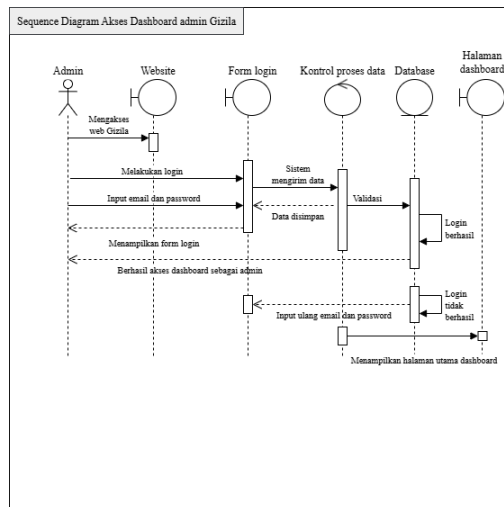 Sequence Diagram Akses Dashboard admin Gizila
Admin
Website
Form login
Kontrol proses data
Database
Halaman
dashboard
Mengakses
web Gizila
Melakukan login
Sistem
mengirim data
Input email dan password
Validasi
Data disimpan
Login
berhasil
Menampilkan form login
Berhasil akses dashboard sebagai admin
Login
tidak
berhasil
Input ulang email dan password
Menampilkan halaman utama dashboard